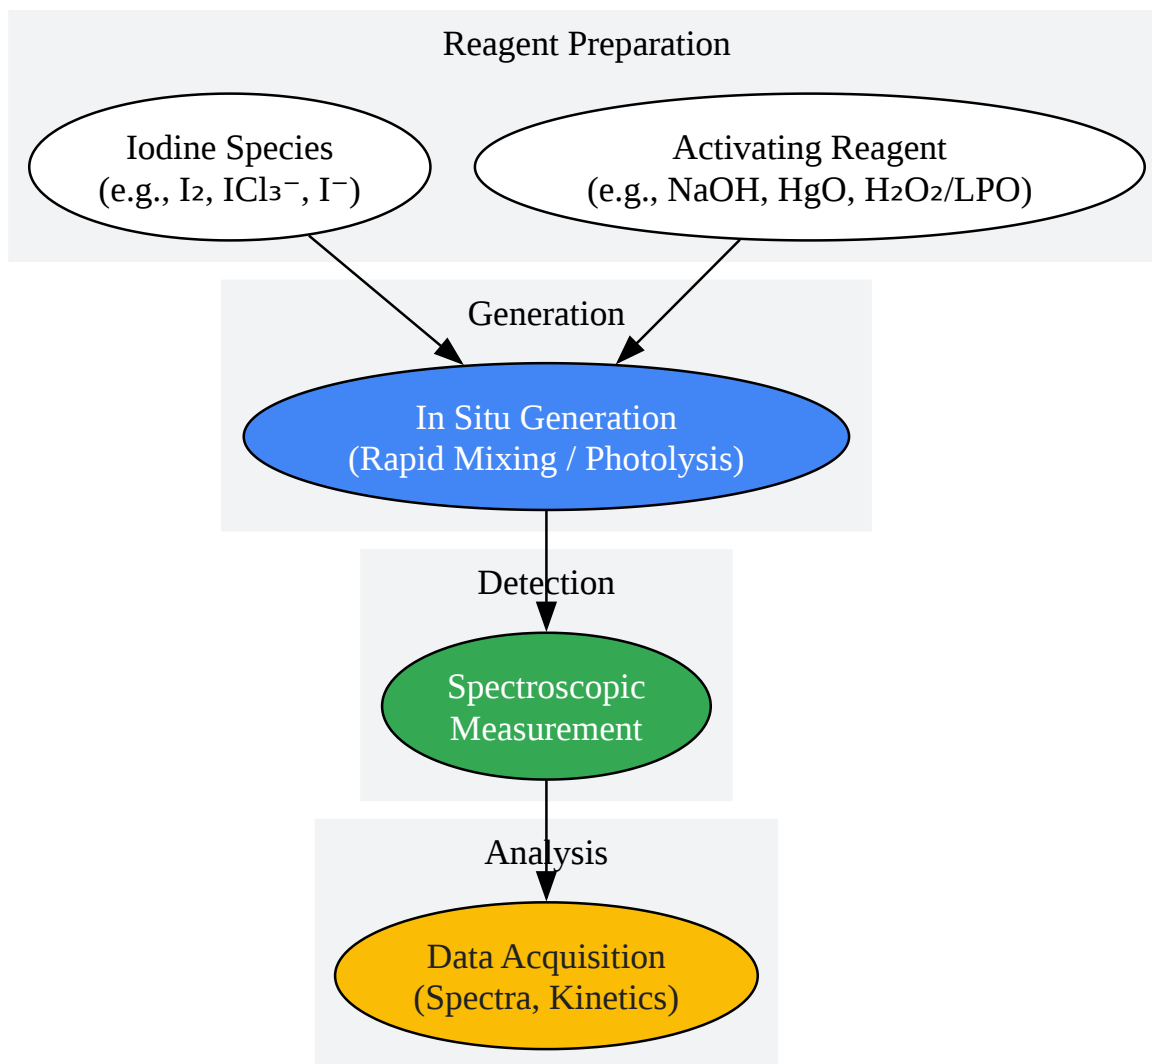 Reagent Preparation
Iodine Species
(e.g., I₂, ICl₃⁻, I⁻)
Activating Reagent
(e.g., NaOH, HgO, H₂O₂/LPO)
Generation
In Situ Generation
(Rapid Mixing / Photolysis)
Detection
Spectroscopic
Measurement
Analysis
Data Acquisition
(Spectra, Kinetics)